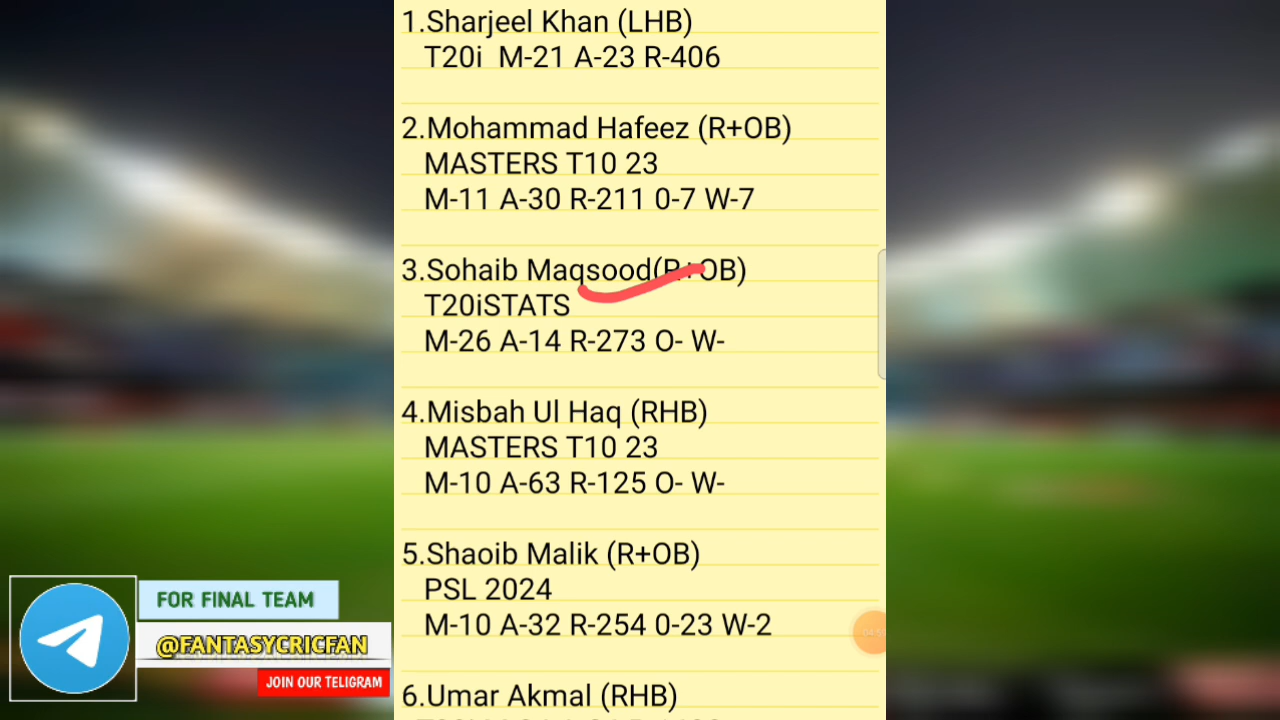 1.Sharjeel Khan (LHB)
T20i M-21 A-23 R-406
2.Mohammad Hafeez (R+OB)
MASTERS T10 23
M-11 A-30 R-211 0-7 W-7
3.Sohaib Maqsood(R+OB)
T20iSTATS
M-26 A-14 R-273 O- W-
4.Misbah Ul Haq (RHB)
MASTERS T10 23
M-10 A-63 R-125 O- W-
5.Shaoib Malik (R+OB)
PSL 2024
M-10 A-32 R-254 0-23 W-2
6.Umar Akmal (RHB)
FOR FINAL TEAM
@FANTASYCRICFAN
JOIN OUR TELIGRAM